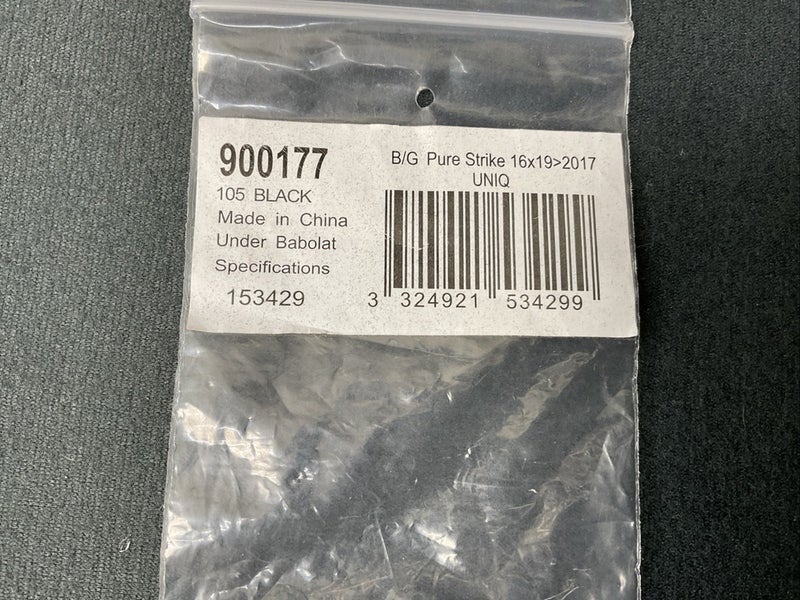 900177
105 BLACK
Made in China
Under Babolat
Specifications
153429
B/G Pure Strike 16x19>2017
UNIQ
3 324921 534299